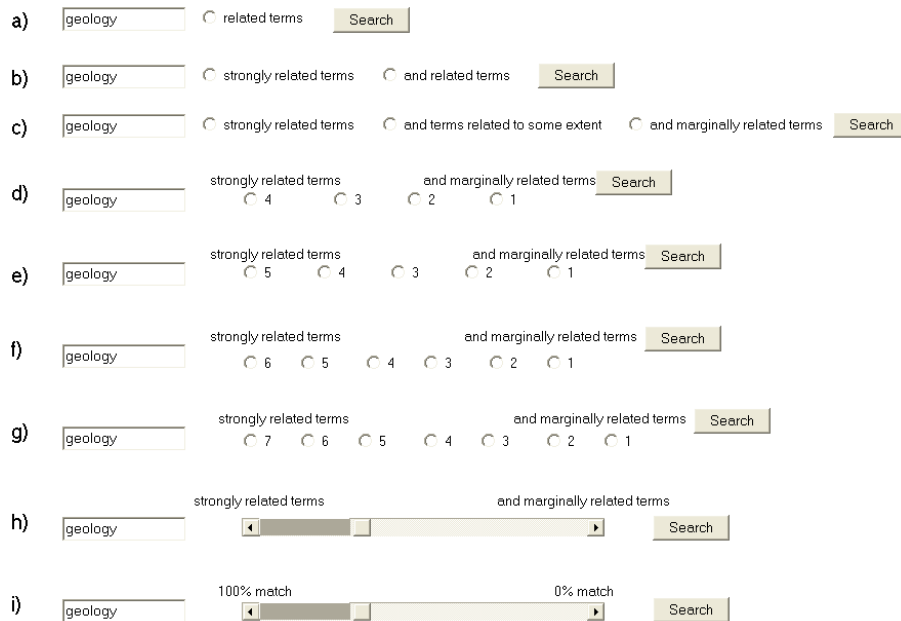 a) geology related terms Search
b) geology strongly related terms and related terms Search
c) geology strongly related terms and terms related to some extent and marginally related terms Search
strongly related terms and marginally related terms Search
d) geology 4 3 2 1
strongly related terms and marginally related terms Search
e) geology 5 4 3 2 1
strongly related terms and marginally related terms Search
f) geology 6 5 4 3 2 1
strongly related terms and marginally related terms Search
g) geology 7 6 5 4 3 2 1
strongly related terms and marginally related terms
h) geology Search
100% match 0% match
i) geology Search